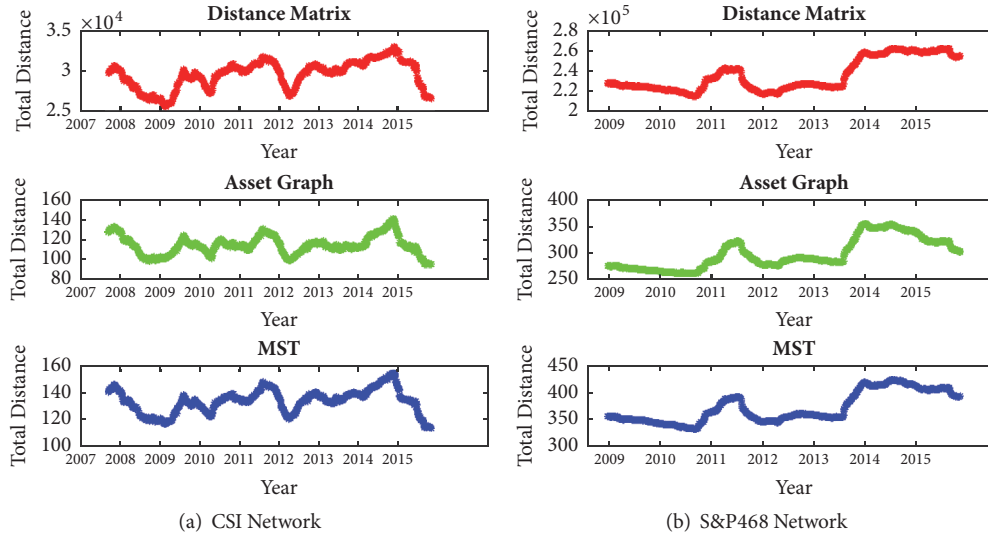 Distance Matrix
×10⁴
3.5
3
2.5
Total Distance
2007 2008 2009 2010 2011 2012 2013 2014 2015
Year
Asset Graph
160
140
120
100
80
Total Distance
2007 2008 2009 2010 2011 2012 2013 2014 2015
Year
MST
160
140
120
100
Total Distance
2007 2008 2009 2010 2011 2012 2013 2014 2015
Year
(a) CSI Network
Distance Matrix
×10⁵
2.8
2.6
2.4
2.2
2
Total Distance
2009 2010 2011 2012 2013 2014 2015
Year
Asset Graph
400
350
300
250
Total Distance
2009 2010 2011 2012 2013 2014 2015
Year
MST
450
400
350
300
Total Distance
2009 2010 2011 2012 2013 2014 2015
Year
(b) S&P468 Network